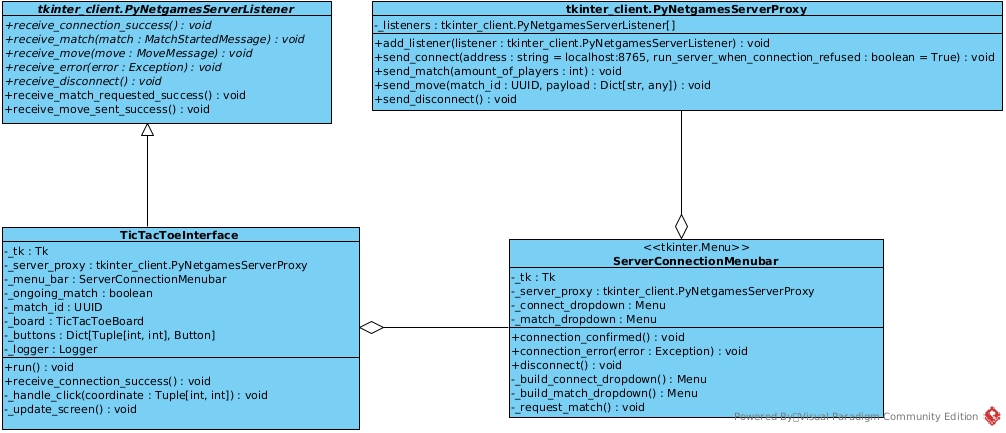 tkinter_client.PyNetgamesServerListener
+receive_connection_success() : void
+receive_match(match : MatchStartedMessage) : void
+receive_move(move : MoveMessage) : void
+receive_error(error : Exception) : void
+receive_disconnect() : void
+receive_match_requested_success() : void
+receive_move_sent_success() : void
tkinter_client.PyNetgamesServerProxy
-_listeners : tkinter_client.PyNetgamesServerListener[]
+add_listener(listener : tkinter_client.PyNetgamesServerListener) : void
+send_connect(address : string = localhost:8765, run_server_when_connection_refused : boolean = True) : void
+send_match(amount_of_players : int) : void
+send_move(match_id : UUID, payload : Dict[str, any]) : void
+send_disconnect() : void
TicTacToeInterface
-_tk : Tk
-_server_proxy : tkinter_client.PyNetgamesServerProxy
-_menu_bar : ServerConnectionMenubar
-_ongoing_match : boolean
-_match_id : UUID
-_board : TicTacToeBoard
-_buttons : Dict[Tuple[int, int], Button]
-_logger : Logger
+run() : void
+receive_connection_success() : void
-_handle_click(coordinate : Tuple[int, int]) : void
-_update_screen() : void
<<tkinter.Menu>>
ServerConnectionMenubar
-_tk : Tk
-_server_proxy : tkinter_client.PyNetgamesServerProxy
-_connect_dropdown : Menu
-_match_dropdown : Menu
+connection_confirmed() : void
+connection_error(error : Exception) : void
+disconnect() : void
-_build_connect_dropdown() : Menu
-_build_match_dropdown() : Menu
-_request_match() : void
Powered By Visual Paradigm Community Edition